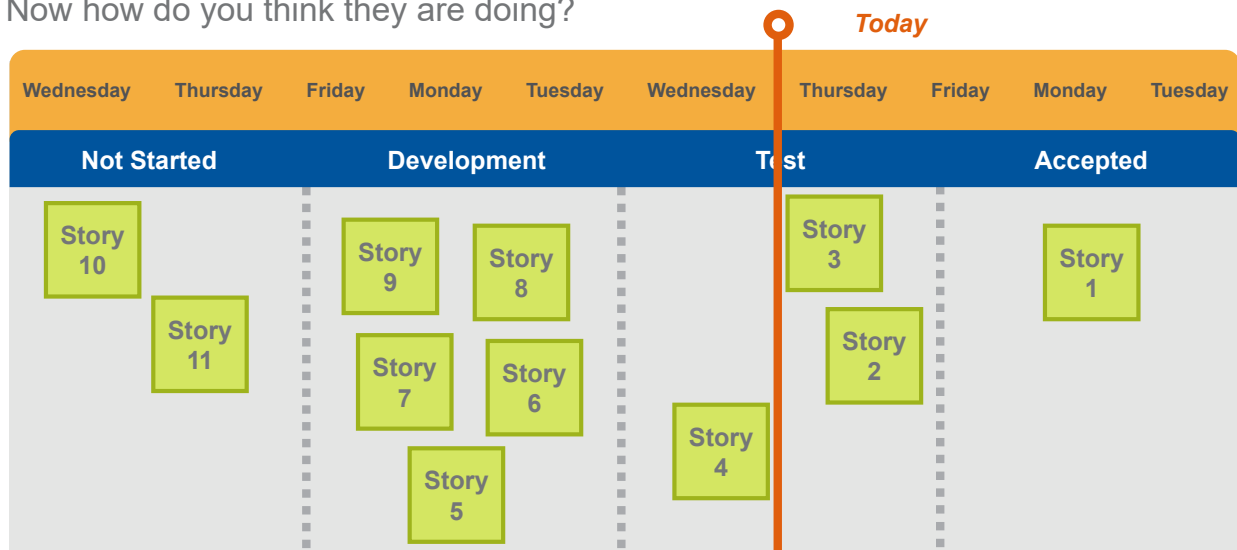 Now how do you think they are doing?
Today
Wednesday Thursday Friday Monday Tuesday Wednesday Thursday Friday Monday Tuesday
Not Started Development Test Accepted
Story
10
Story
11
Story
9
Story
8
Story
7
Story
6
Story
5
Story
4
Story
3
Story
2
Story
1